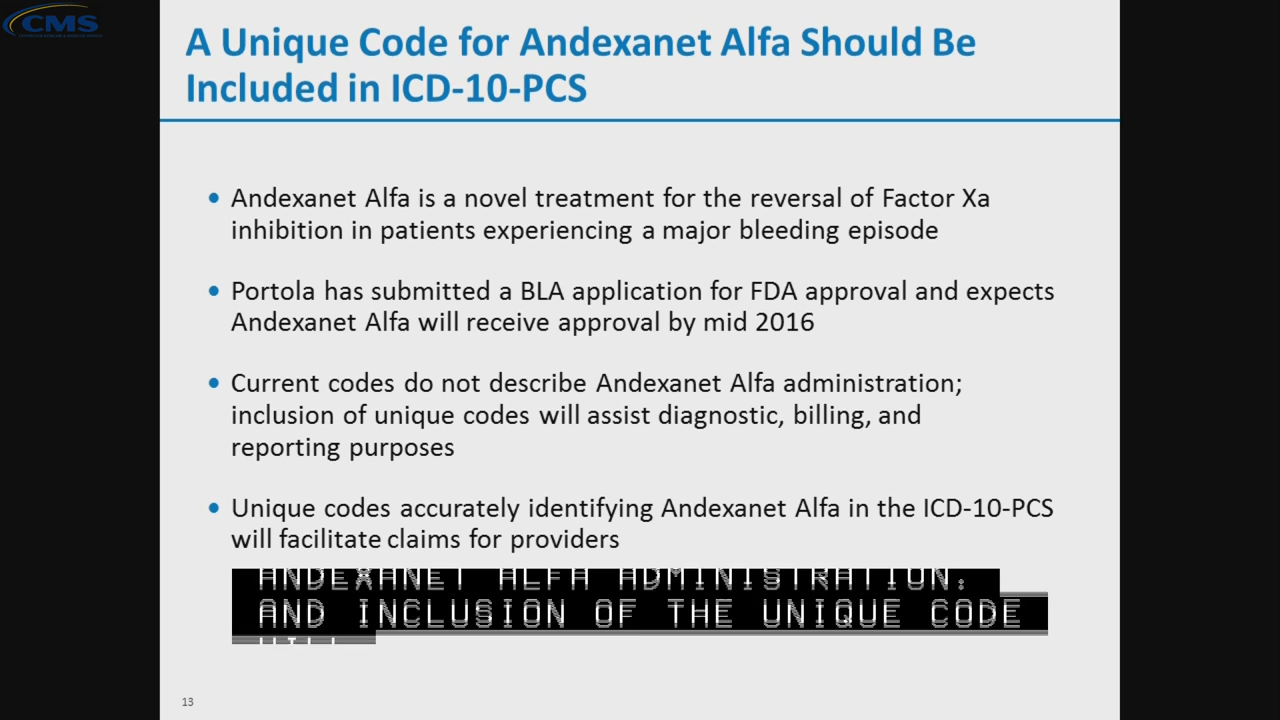 CMS
A Unique Code for Andexanet Alfa Should Be
Included in ICD-10-PCS
• Andexanet Alfa is a novel treatment for the reversal of Factor Xa
inhibition in patients experiencing a major bleeding episode
• Portola has submitted a BLA application for FDA approval and expects
Andexanet Alfa will receive approval by mid 2016
• Current codes do not describe Andexanet Alfa administration;
inclusion of unique codes will assist diagnostic, billing, and
reporting purposes
• Unique codes accurately identifying Andexanet Alfa in the ICD-10-PCS
will facilitate claims for providers
ANDEXANET ALFA ADMINISTRATION.
AND INCLUSION OF THE UNIQUE CODE
13